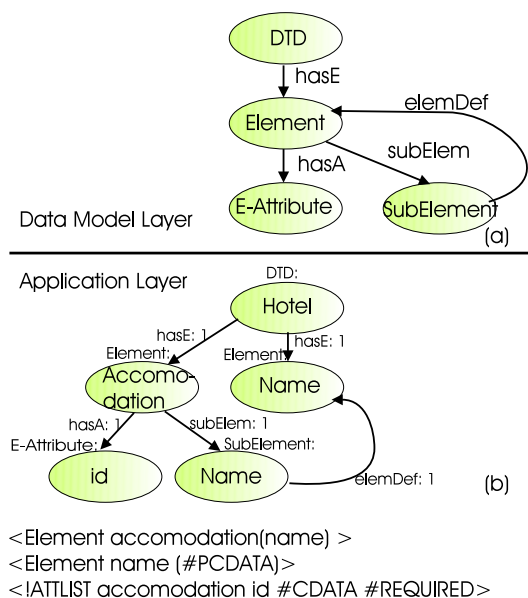 DTD
hasE
Element
elemDef
hasA
subElem
E-Attribute
SubElement
Data Model Layer
(a)
Application Layer
DTD:
Hotel
hasE: 1
hasE: 1
Element:
Element:
Accomo-
dation
Name
hasA: 1
subElem: 1
E-Attribute:
SubElement:
id
Name
elemDef: 1
(b)
<Element accomodation(name) >
<Element name (#PCDATA)>
<!ATTLIST accomodation id #CDATA #REQUIRED>